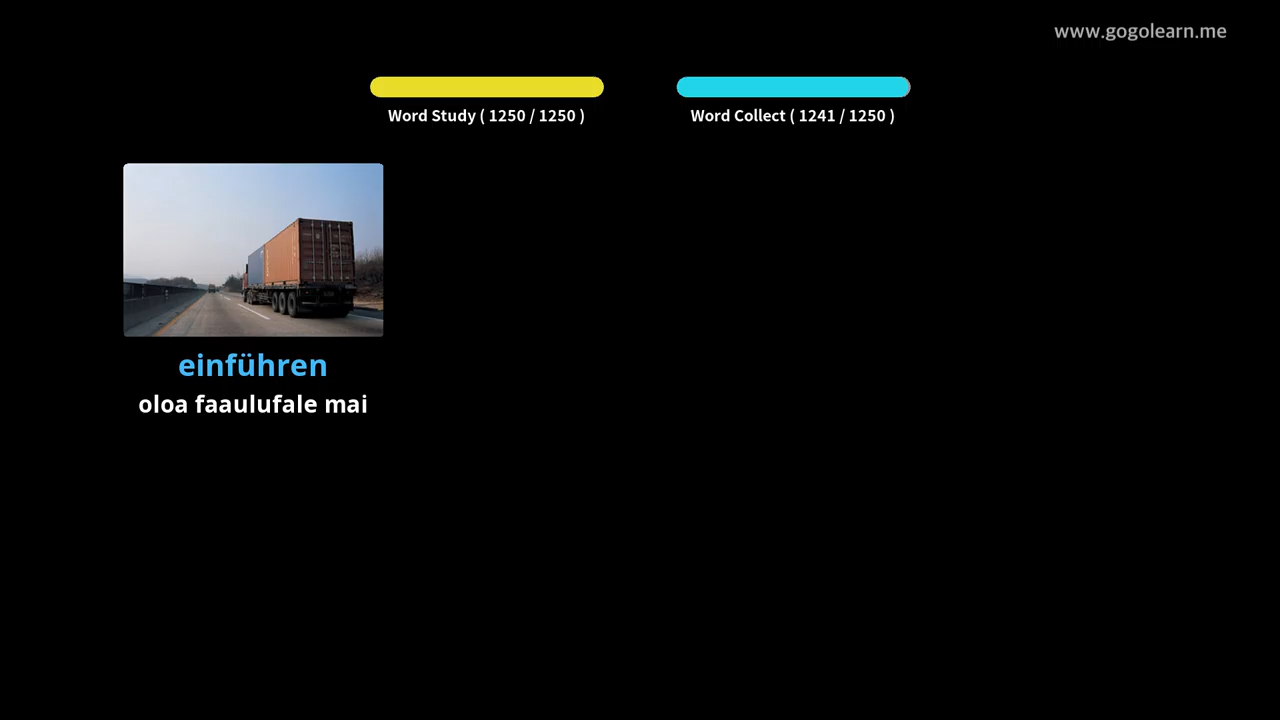 www.gogolearn.me
Word Study ( 1250 / 1250 )
Word Collect ( 1241 / 1250 )
einführen
oloa faaulufale mai